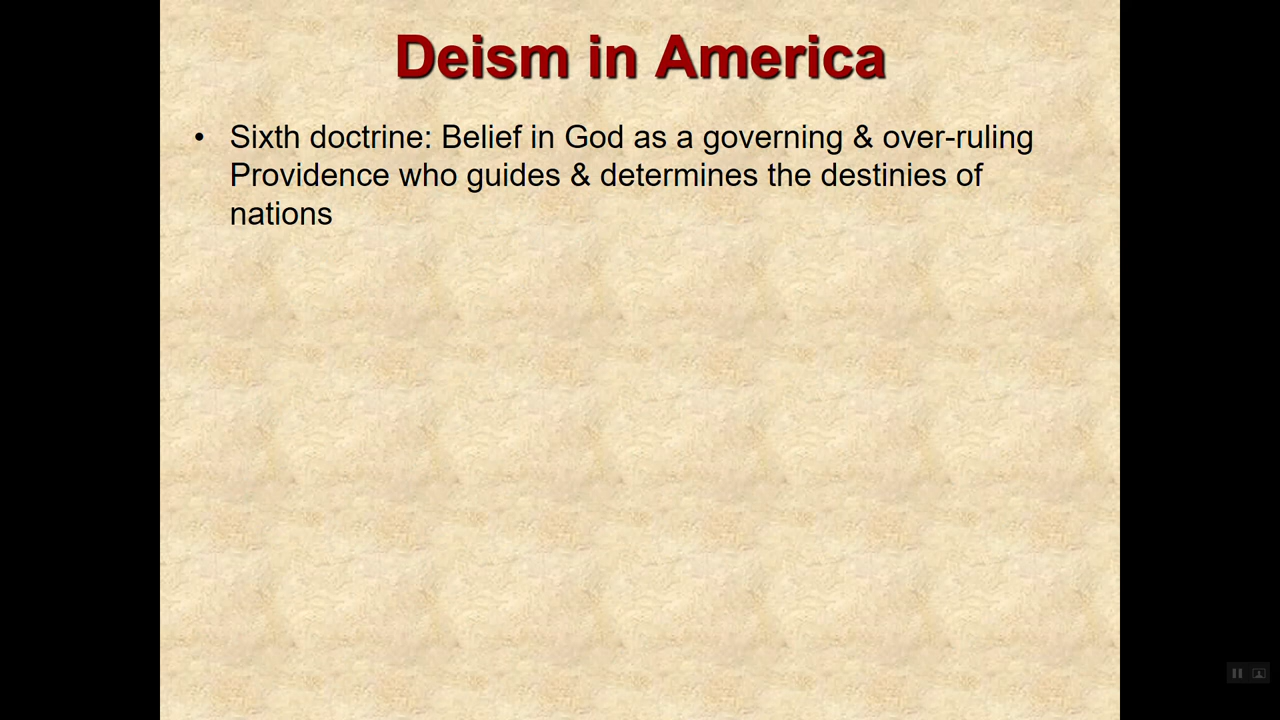 Deism in America
• Sixth doctrine: Belief in God as a governing & over-ruling
Providence who guides & determines the destinies of
nations